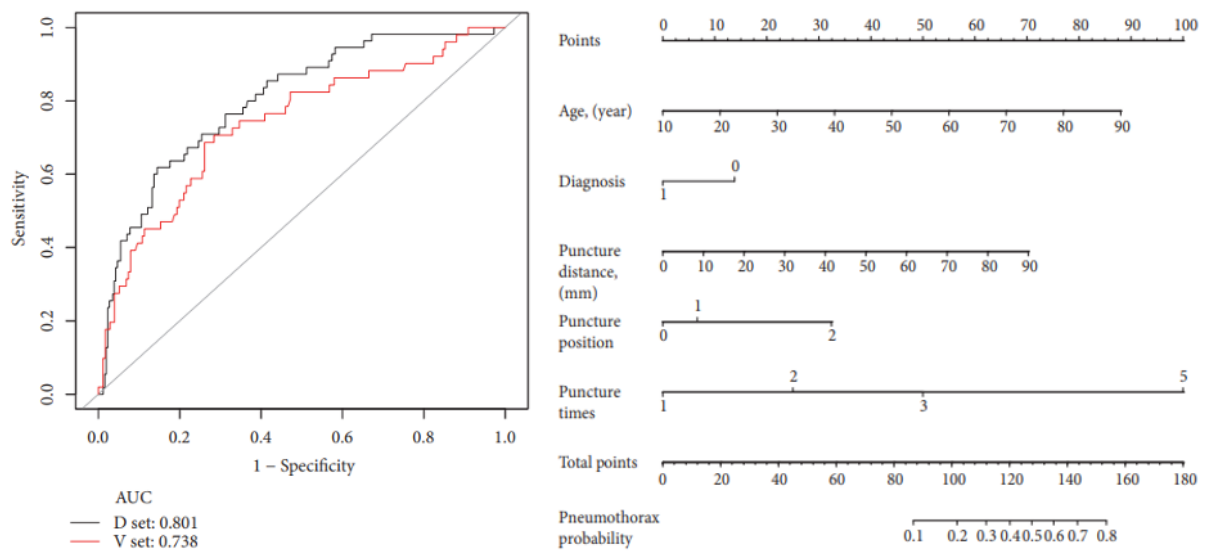 Sensitivity
1.0
0.8
0.6
0.4
0.2
0.0
0.0 0.2 0.4 0.6 0.8 1.0
1 − Specificity
AUC
D set: 0.801
V set: 0.738
Points
0 10 20 30 40 50 60 70 80 90 100
Age, (year)
10 20 30 40 50 60 70 80 90
Diagnosis
0
1
Puncture
distance,
(mm)
0 10 20 30 40 50 60 70 80 90
Puncture
position
1
0 2
Puncture
times
2 5
1 3
Total points
0 20 40 60 80 100 120 140 160 180
Pneumothorax
probability
0.1 0.2 0.3 0.4 0.5 0.6 0.7 0.8